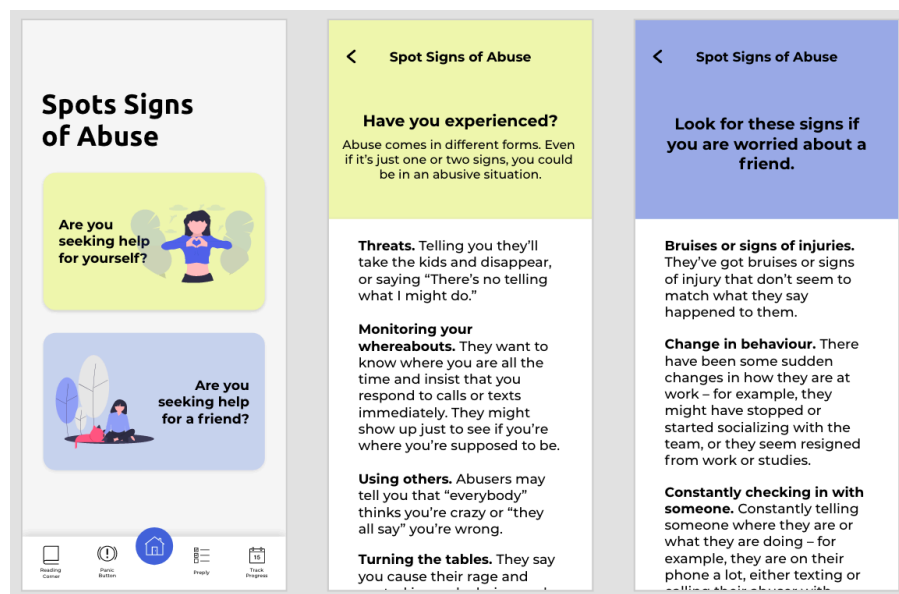 Spots Signs
of Abuse
Are you
seeking help
for yourself?
Are you
seeking help
for a friend?
Reading
Corner
Panic
Button
Preply
15
Track
Progress
Spot Signs of Abuse
Have you experienced?
Abuse comes in different forms. Even
if it's just one or two signs, you could
be in an abusive situation.
Threats. Telling you they'll
take the kids and disappear,
or saying "There's no telling
what I might do."
Monitoring your
whereabouts. They want to
know where you are all the
time and insist that you
respond to calls or texts
immediately. They might
show up just to see if you're
where you're supposed to be.
Using others. Abusers may
tell you that "everybody"
thinks you're crazy or "they
all say" you're wrong.
Turning the tables. They say
you cause their rage and
Spot Signs of Abuse
Look for these signs if
you are worried about a
friend.
Bruises or signs of injuries.
They've got bruises or signs
of injury that don't seem to
match what they say
happened to them.
Change in behaviour. There
have been some sudden
changes in how they are at
work – for example, they
might have stopped or
started socializing with the
team, or they seem resigned
from work or studies.
Constantly checking in with
someone. Constantly telling
someone where they are or
what they are doing – for
example, they are on their
phone a lot, either texting or
calling their abuser with